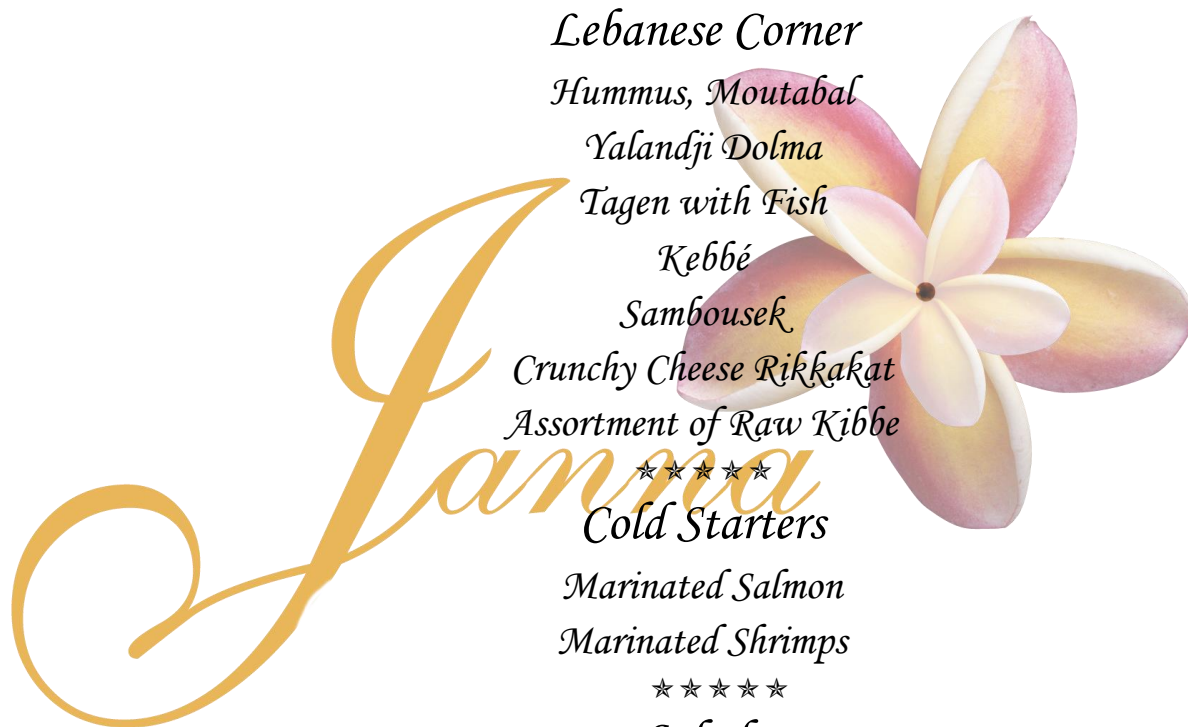 Lebanese Corner
Hummus, Moutabal
Yalandji Dolma
Tagen with Fish
Kebbé
Sambousek
Crunchy Cheese Rikkakat
Assortment of Raw Kibbe
Janna
✯✯✯✯✯
Cold Starters
Marinated Salmon
Marinated Shrimps
✯✯✯✯✯